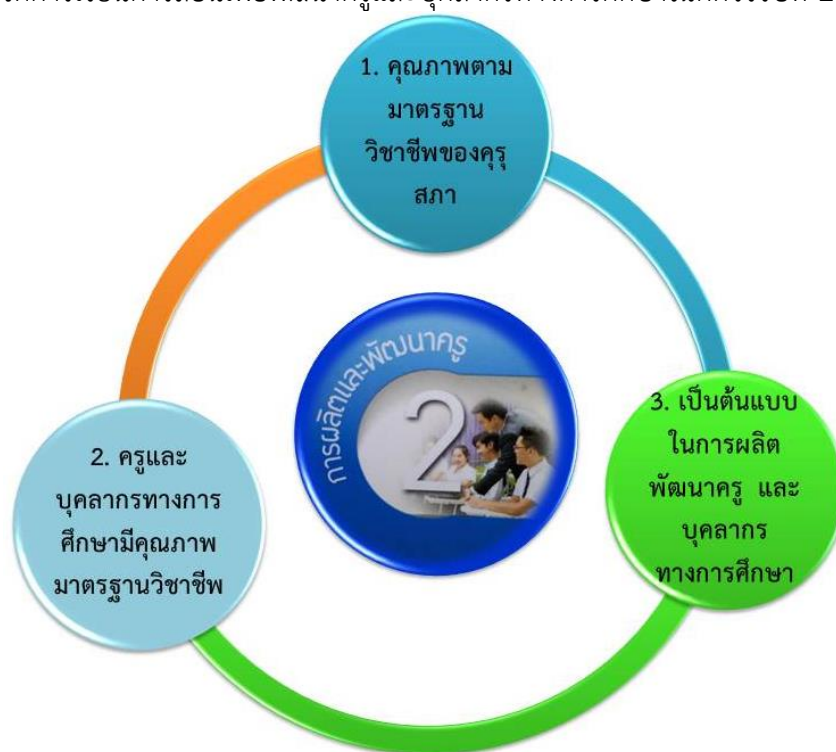 1. คุณภาพตาม
มาตรฐาน
วิชาชีพของคุรุ
สภา
การผลิตและพัฒนาครู
2
2. ครูและ
บุคลากรทางการ
ศึกษามีคุณภาพ
มาตรฐานวิชาชีพ
3. เป็นต้นแบบ
ในการผลิต
พัฒนาครู และ
บุคลากร
ทางการศึกษา